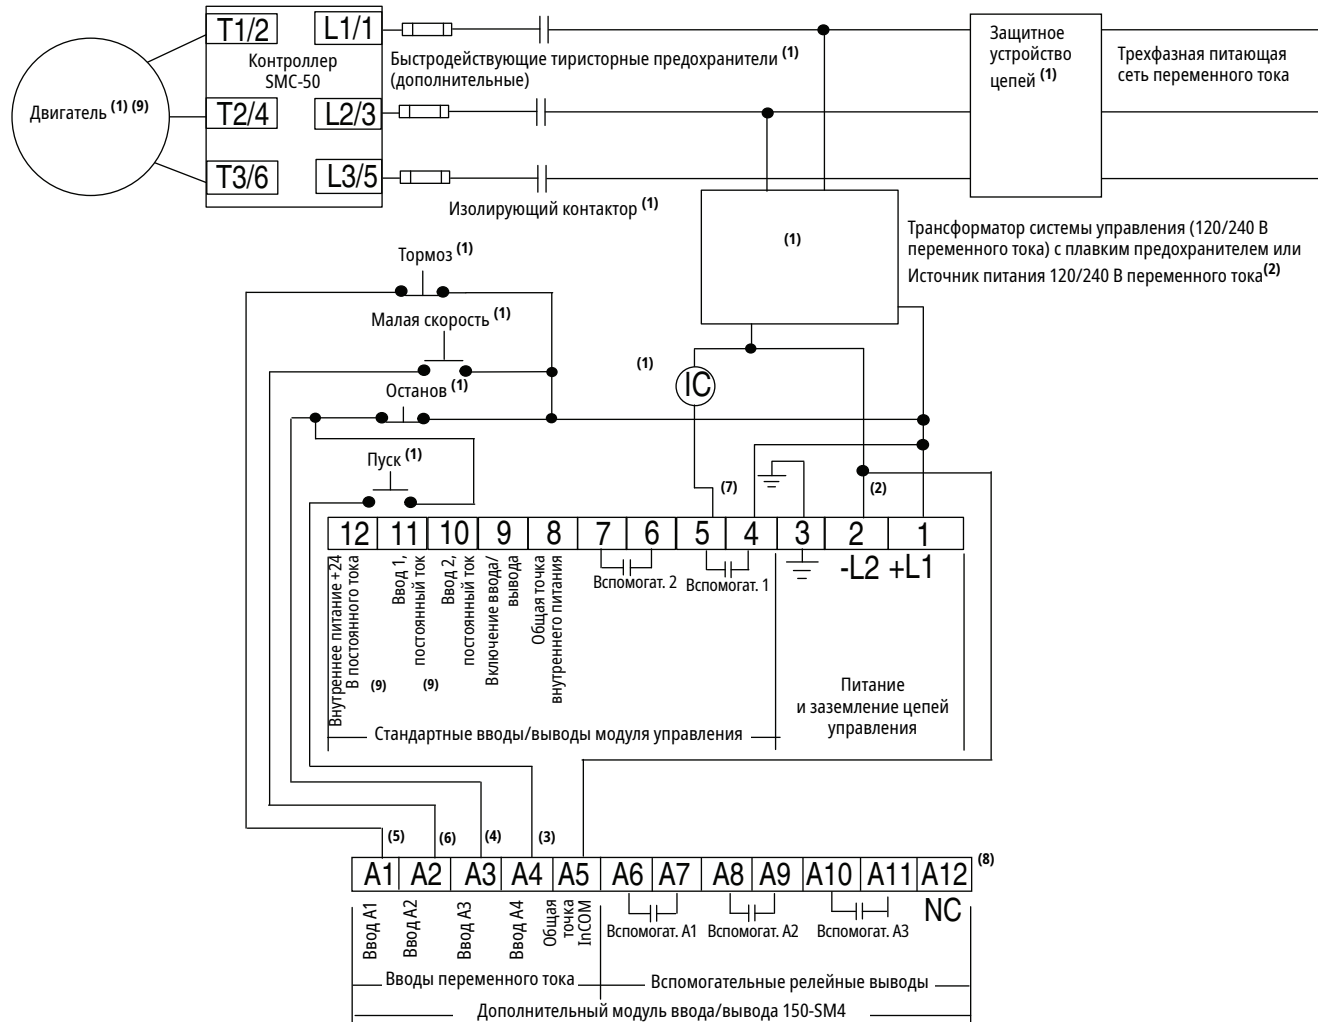 T1/2 L1/1
Контроллер
SMC-50
T2/4 L2/3
T3/6 L3/5
Двигатель (1) (9)
Быстродействующие тиристорные предохранители (1)
(дополнительные)
Изолирующий контактор (1)
Защитное
устройство
цепей (1)
Трехфазная питающая
сеть переменного тока
(1)
Трансформатор системы управления (120/240 В
переменного тока) с плавким предохранителем или
Источник питания 120/240 В переменного тока(2)
Тормоз (1)
Малая скорость (1)
Останов (1)
Пуск (1)
(1)
IC
(7)
(2)
12 11 10 9 8 7 6 5 4 3 2 1
-L2 +L1
Внутреннее питание +24
В постоянного тока
(9)
Ввод 1,
постоянный ток
(9)
Ввод 2,
постоянный ток
Включение ввода/
вывода
Общая точка
внутреннего питания
Вспомогат. 2
Вспомогат. 1
Стандартные вводы/выводы модуля управления
Питание
и заземление цепей
управления
(5) (6) (4) (3)
A1 A2 A3 A4 A5 A6 A7 A8 A9 A10 A11 A12 (8)
NC
Ввод A1
Ввод A2
Ввод A3
Ввод A4
Общая
точка
InCOM
Вспомогат. A1
Вспомогат. A2
Вспомогат. A3
Вводы переменного тока
Вспомогательные релейные выводы
Дополнительный модуль ввода/вывода 150-SM4